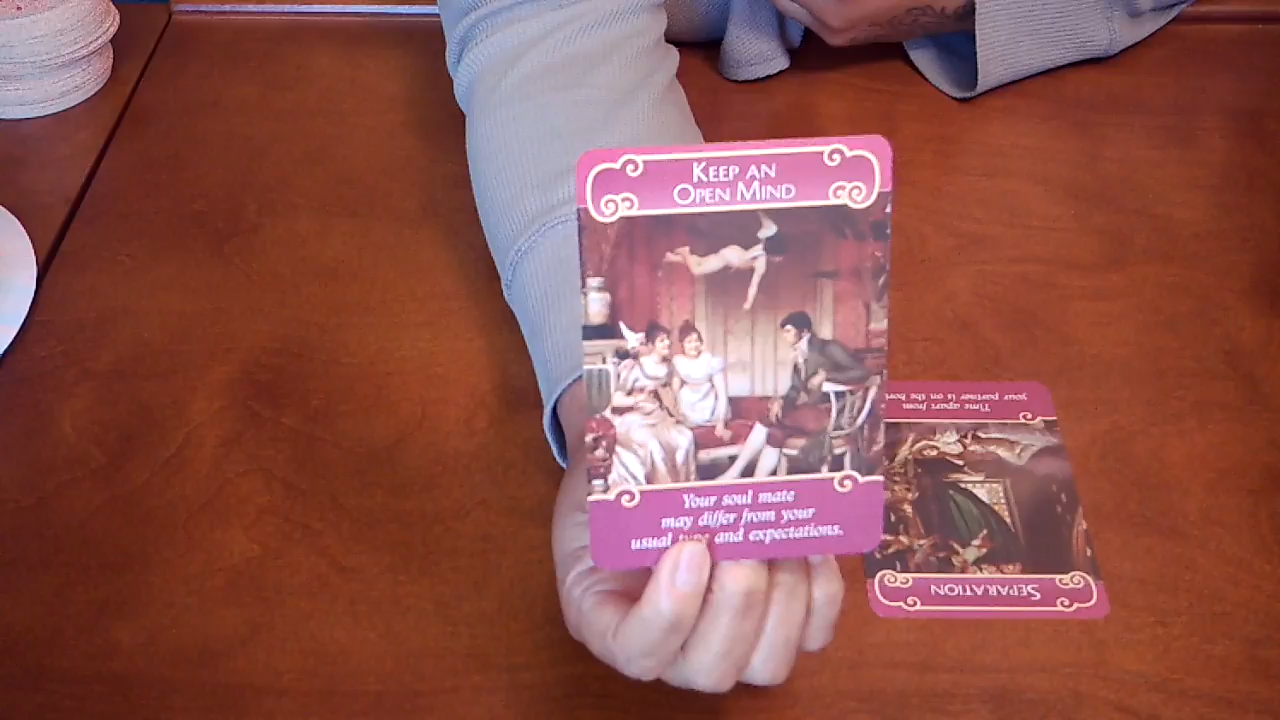 KEEP AN
OPEN MIND
Your soul mate
may differ from your
usual and expectations.
Time apart from
your partner is on the
SEPARATION